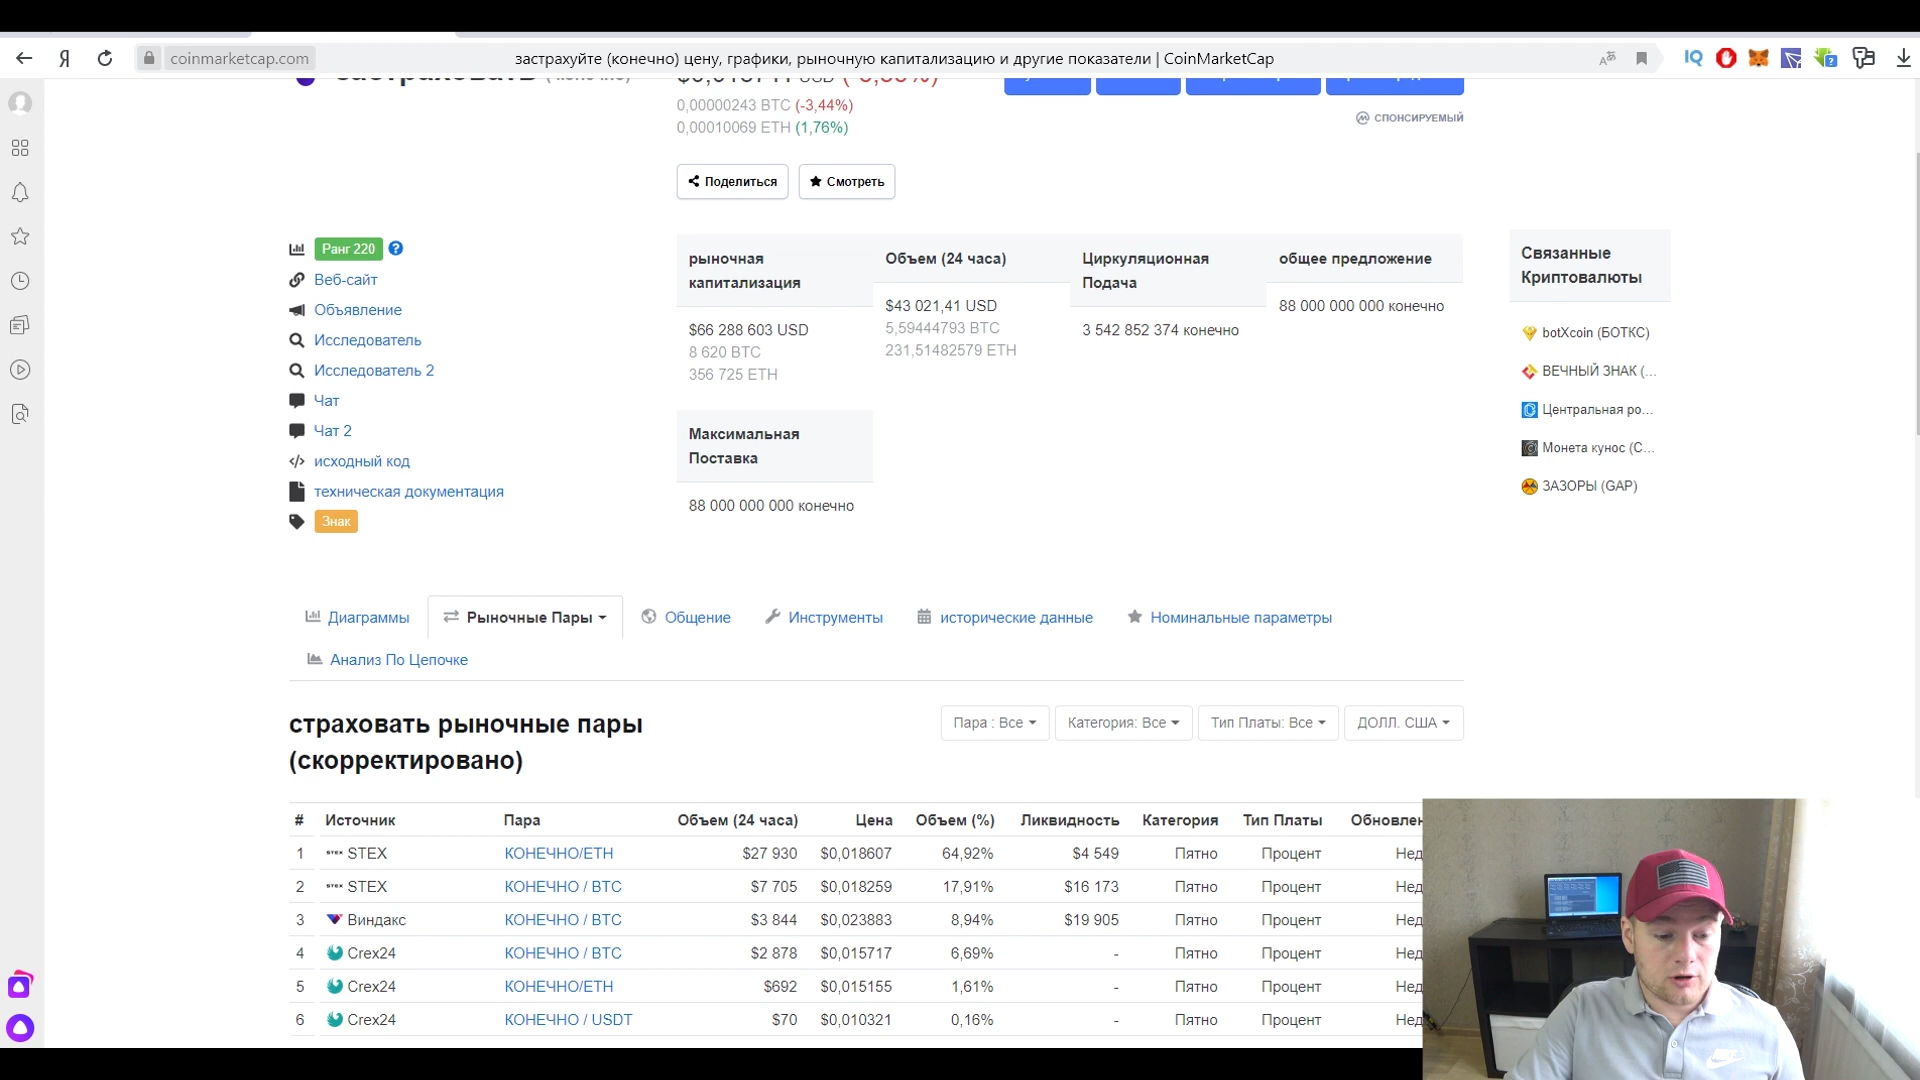 coinmarketcap.com
застрахуйте (конечно) цену, графики, рыночную капитализацию и другие показатели | CoinMarketCap
IQ
0,00000243 BTC (-3,44%)
0,00010069 ETH (1,76%)
СПОНСИРУЕМЫЙ
Поделиться
Смотреть
Ранг 220
Веб-сайт
Объявление
Исследователь
Исследователь 2
Чат
Чат 2
исходный код
техническая документация
Знак
рыночная капитализация
$66 288 603 USD
8 620 BTC
356 725 ETH
Объем (24 часа)
$43 021,41 USD
5,59444793 BTC
231,51482579 ETH
Циркуляционная Подача
3 542 852 374 конечно
общее предложение
88 000 000 000 конечно
Максимальная Поставка
88 000 000 000 конечно
Связанные Криптовалюты
botXcoin (БОТКС)
ВЕЧНЫЙ ЗНАК (...
Центральная ро...
Монета кунос (С...
ЗАЗОРЫ (GAP)
Диаграммы
Рыночные Пары
Общение
Инструменты
исторические данные
Номинальные параметры
Анализ По Цепочке
страховать рыночные пары
(скорректировано)
Пара : Все
Категория: Все
Тип Платы: Все
ДОЛЛ. США
# Источник Пара Объем (24 часа) Цена Объем (%) Ликвидность Категория Тип Платы Обновлен
1 STEX КОНЕЧНО/ETH $27 930 $0,018607 64,92% $4 549 Пятно Процент Нед
2 STEX КОНЕЧНО / BTC $7 705 $0,018259 17,91% $16 173 Пятно Процент Нед
3 Виндакс КОНЕЧНО / BTC $3 844 $0,023883 8,94% $19 905 Пятно Процент Нед
4 Crex24 КОНЕЧНО / BTC $2 878 $0,015717 6,69% - Пятно Процент Нед
5 Crex24 КОНЕЧНО/ETH $692 $0,015155 1,61% - Пятно Процент Нед
6 Crex24 КОНЕЧНО / USDT $70 $0,010321 0,16% - Пятно Процент Нед